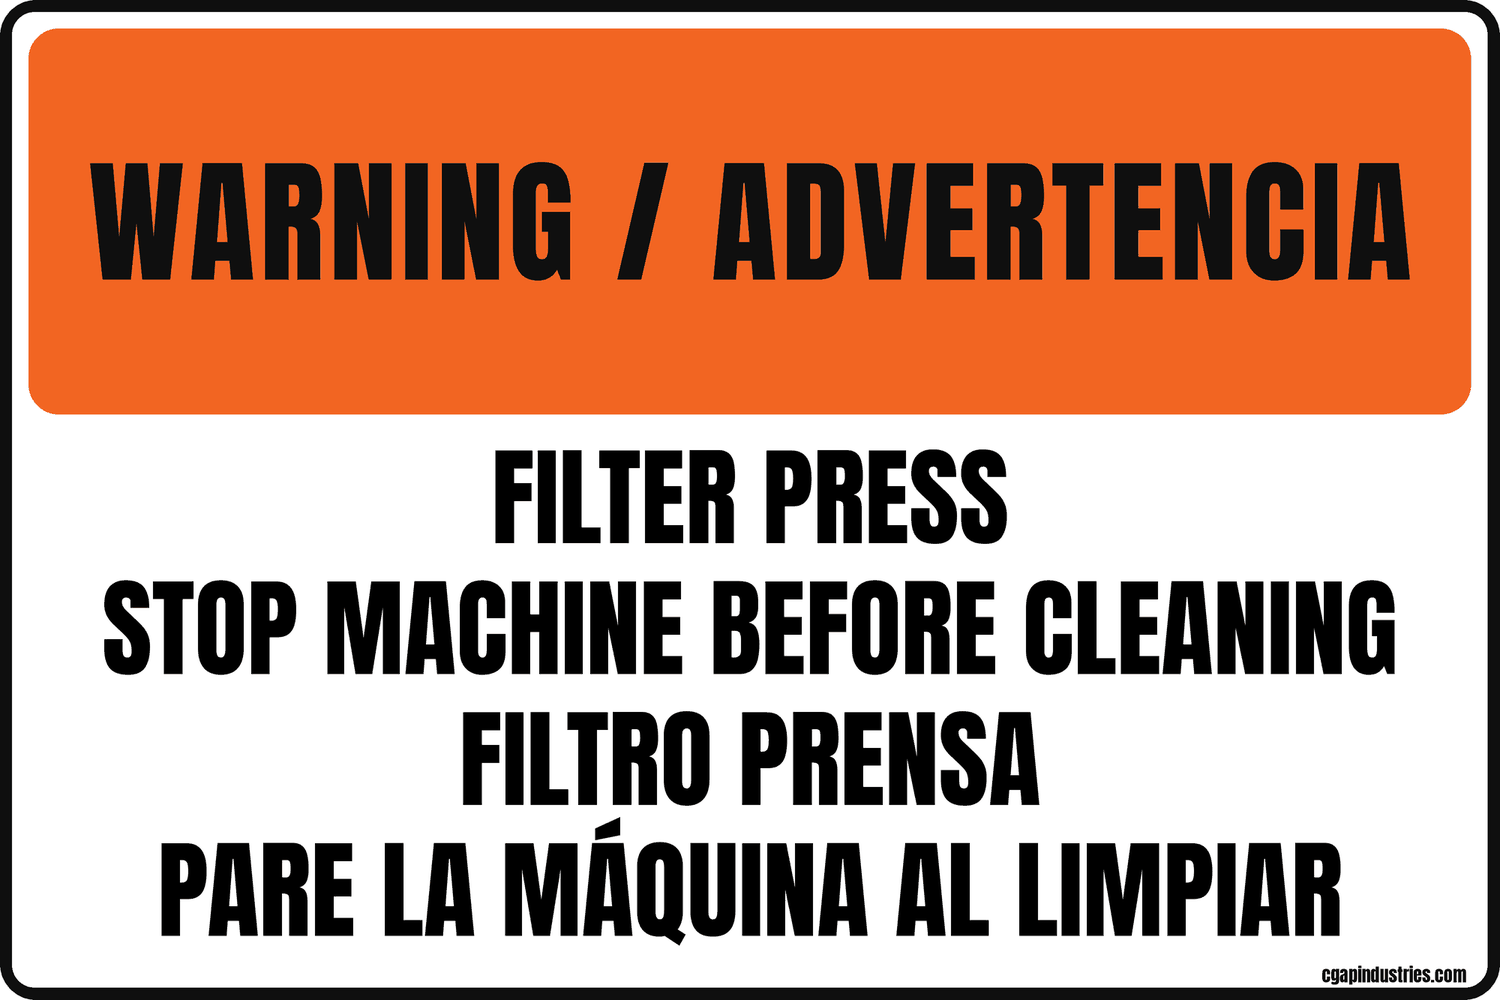 WARNING / ADVERTENCIA
FILTER PRESS
STOP MACHINE BEFORE CLEANING
FILTRO PRENSA
PARE LA MÁQUINA AL LIMPIAR
cgapindustries.com